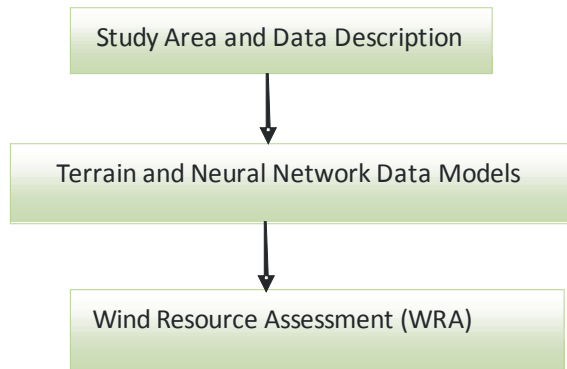 Study Area and Data Description
Terrain and Neural Network Data Models
Wind Resource Assessment (WRA)